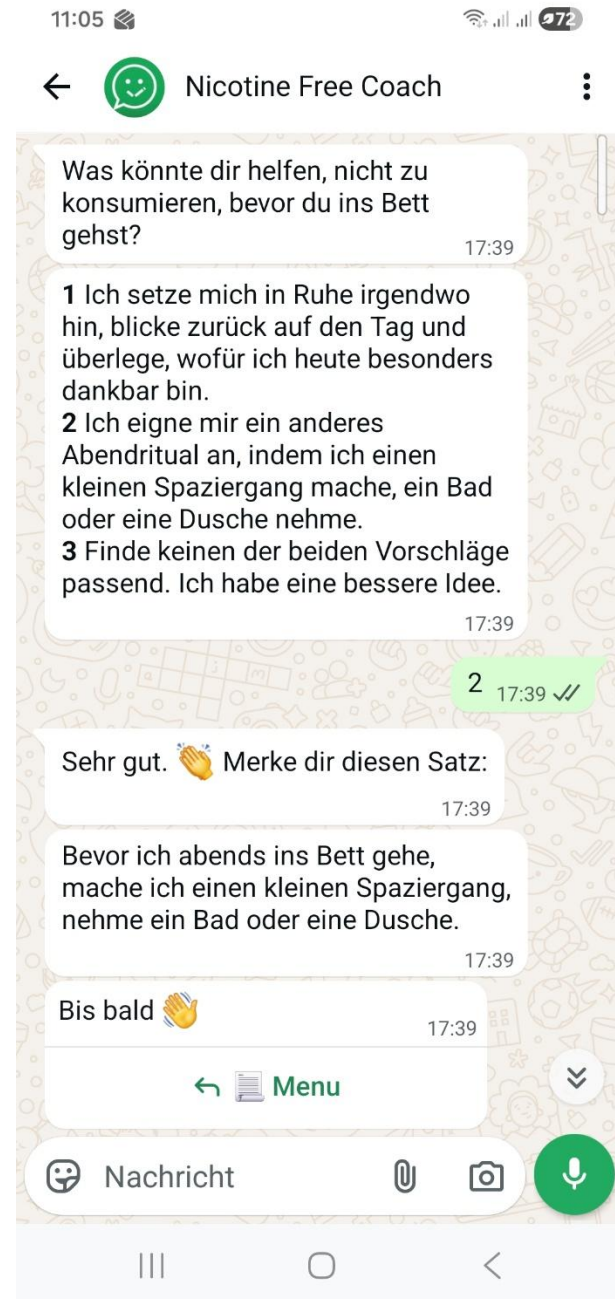 11:05
72
Nicotine Free Coach
Was könnte dir helfen, nicht zu
konsumieren, bevor du ins Bett
gehst?
17:39
1 Ich setze mich in Ruhe irgendwo
hin, blicke zurück auf den Tag und
überlege, wofür ich heute besonders
dankbar bin.
2 Ich eigne mir ein anderes
Abendritual an, indem ich einen
kleinen Spaziergang mache, ein Bad
oder eine Dusche nehme.
3 Finde keinen der beiden Vorschläge
passend. Ich habe eine bessere Idee.
17:39
2 17:39
Sehr gut. 👏 Merke dir diesen Satz:
17:39
Bevor ich abends ins Bett gehe,
mache ich einen kleinen Spaziergang,
nehme ein Bad oder eine Dusche.
17:39
Bis bald 👋
17:39
Menu
Nachricht